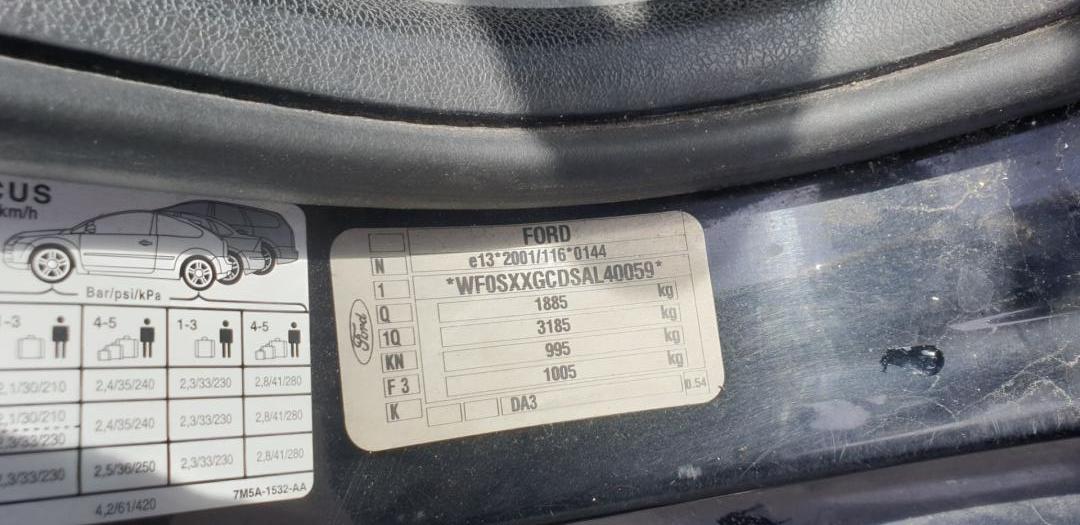 CUS
km/h
Bar/psi/kPa
1-3 4-5 1-3 4-5
2,1/30/210 2,4/35/240 2,3/33/230 2,8/41/280
2,1/30/210 2,4/35/240 2,3/33/230 2,8/41/280
2,3/33/230
2,3/33/230 2,5/36/250 2,3/33/230 2,8/41/280
4,2/61/420
7M5A-1532-AA
FORD
N e13*2001/116*0144
*WF0SXXGCDSAL40059*
1 1885 kg
Q 3185 kg
1Q 995 kg
KN 1005 kg
F 3 0.54
K DA3
Ford